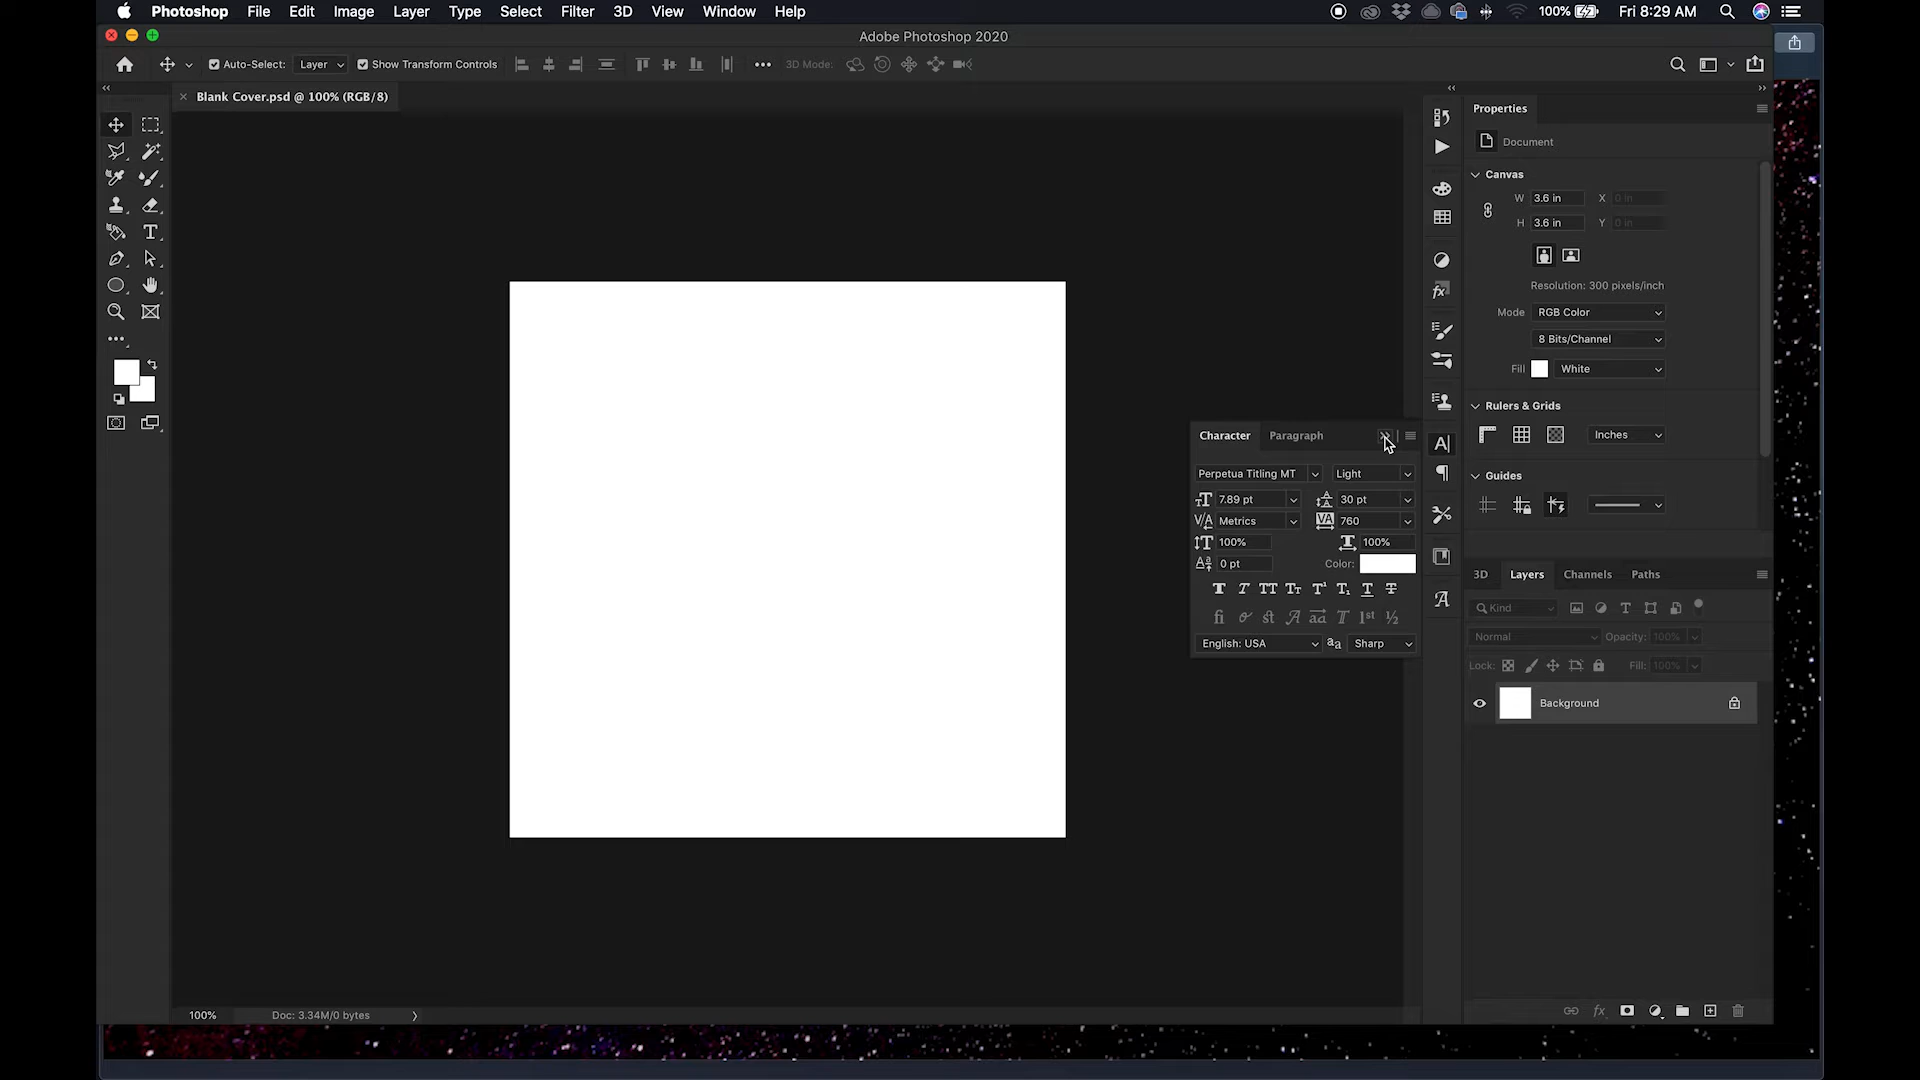 Photoshop File Edit Image Layer Type Select Filter 3D View Window Help 100% Fri 8:29 AM
Adobe Photoshop 2020
Auto-Select: Layer Show Transform Controls 3D Mode:
Blank Cover.psd @ 100% (RGB/8)
Properties
Document
Canvas
W 3.6 in X 0 in
H 3.6 in Y 0 in
Resolution: 300 pixels/inch
Mode RGB Color
8 Bits/Channel
Fill White
Rulers & Grids
Inches
Guides
Character Paragraph
Perpetua Titling MT Light
7.89 pt 30 pt
Metrics 760
100% 100%
0 pt Color:
English: USA Sharp
3D Layers Channels Paths
Kind
Normal Opacity: 100%
Lock: Fill: 100%
Background
100% Doc: 3.34M/0 bytes